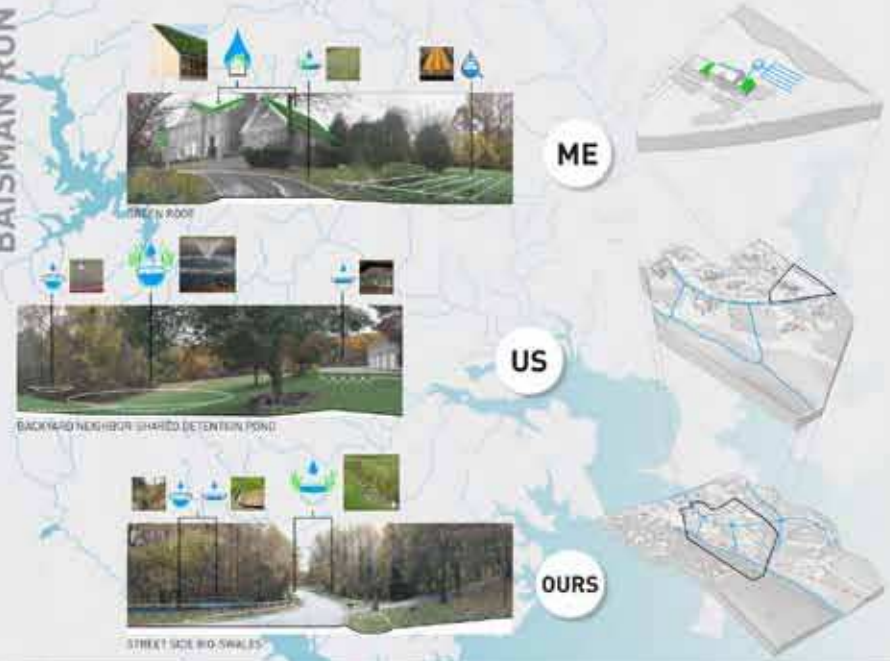 BAISMAN RUN
GREEN ROOF
ME
BACKYARD NEIGHBOR SHARED DETENTION POND
US
OURS
STREET SIDE BIO-SWALES